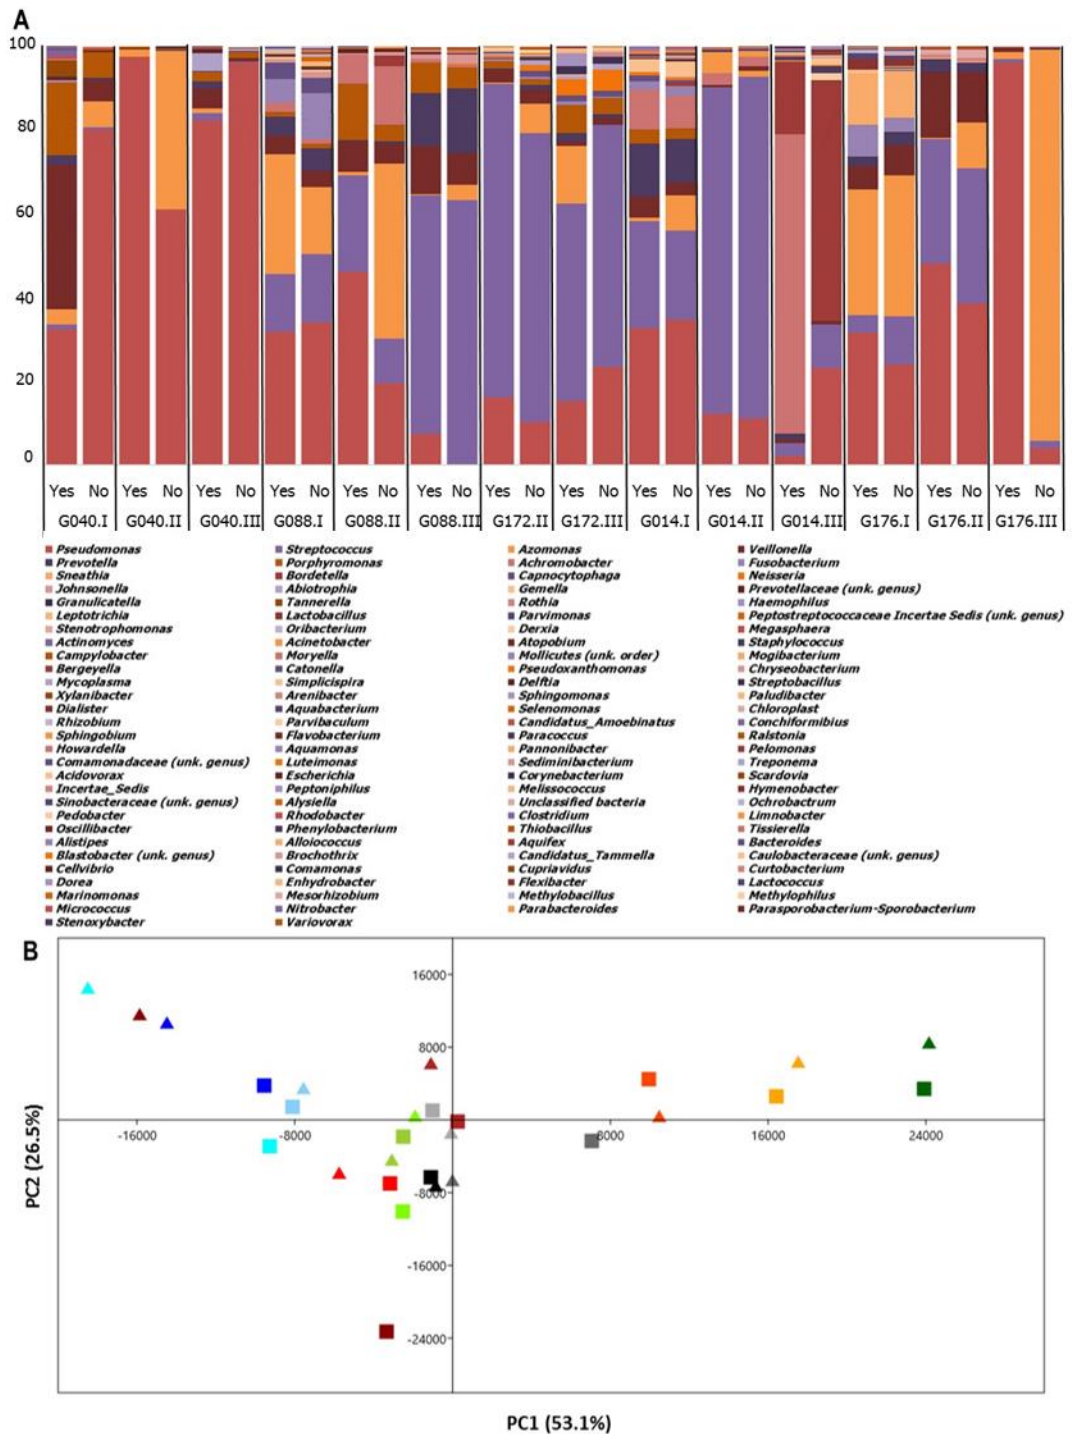 A
100
80
60
40
20
0
Yes No Yes No Yes No Yes No Yes No Yes No Yes No Yes No Yes No Yes No Yes No Yes No Yes No Yes No
G040.I G040.II G040.III G088.I G088.II G088.III G172.II G172.III G014.I G014.II G014.III G176.I G176.II G176.III
Pseudomonas Streptococcus Azomonas Veillonella
Prevotella Porphyromonas Achromobacter Fusobacterium
Sneathia Bordetella Capnocytophaga Neisseria
Johnsonella Abiotrophia Gemella Prevotellaceae (unk. genus)
Granulicatella Tannerella Rothia Haemophilus
Leptotrichia Lactobacillus Parvimonas Peptostreptococcaceae Incertae Sedis (unk. genus)
Stenotrophomonas Oribacterium Derxia Megasphaera
Actinomyces Acinetobacter Atopobium Staphylococcus
Campylobacter Moryella Mollicutes (unk. order) Mogibacterium
Bergeyella Catonella Pseudoxanthomonas Chryseobacterium
Mycoplasma Simplicispira Delftia Streptobacillus
Xylanibacter Arenibacter Sphingomonas Paludibacter
Dialister Aquabacterium Selenomonas Chloroplast
Rhizobium Parvibaculum Candidatus_Amoebinatus Conchiformibius
Sphingobium Flavobacterium Paracoccus Ralstonia
Howardella Aquamonas Pannonibacter Pelomonas
Comamonadaceae (unk. genus) Luteimonas Sediminibacterium Treponema
Acidovorax Escherichia Corynebacterium Scardovia
Incertae_Sedis Peptoniphilus Melissococcus Hymenobacter
Sinobacteraceae (unk. genus) Alysiella Unclassified bacteria Ochrobactrum
Pedobacter Rhodobacter Clostridium Limnobacter
Oscillibacter Phenylobacterium Thiobacillus Tissierella
Alistipes Alloiococcus Aquifex Bacteroides
Blastobacter (unk. genus) Brochothrix Candidatus_Tammella Caulobacteraceae (unk. genus)
Cellvibrio Comamonas Cupriavidus Curtobacterium
Dorea Enhydrobacter Flexibacter Lactococcus
Marinomonas Mesorhizobium Methylobacillus Methylophilus
Micrococcus Nitrobacter Parabacteroides Parasporobacterium-Sporobacterium
Stenoxybacter Variovorax
B
16000
8000
-16000 -8000 8000 16000 24000
-8000
-16000
-24000
PC2 (26.5%)
PC1 (53.1%)